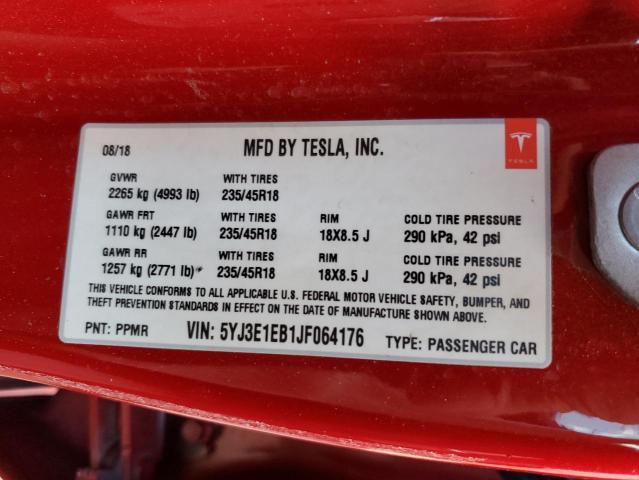 08/18 MFD BY TESLA, INC.
TESLA
GVWR WITH TIRES
2265 kg (4993 lb) 235/45R18
GAWR FRT WITH TIRES RIM COLD TIRE PRESSURE
1110 kg (2447 lb) 235/45R18 18X8.5 J 290 kPa, 42 psi
GAWR RR WITH TIRES RIM COLD TIRE PRESSURE
1257 kg (2771 lb) 235/45R18 18X8.5 J 290 kPa, 42 psi
THIS VEHICLE CONFORMS TO ALL APPLICABLE U.S. FEDERAL MOTOR VEHICLE SAFETY, BUMPER, AND
THEFT PREVENTION STANDARDS IN EFFECT ON THE DATE OF MANUFACTURE SHOWN ABOVE.
PNT: PPMR VIN: 5YJ3E1EB1JF064176 TYPE: PASSENGER CAR